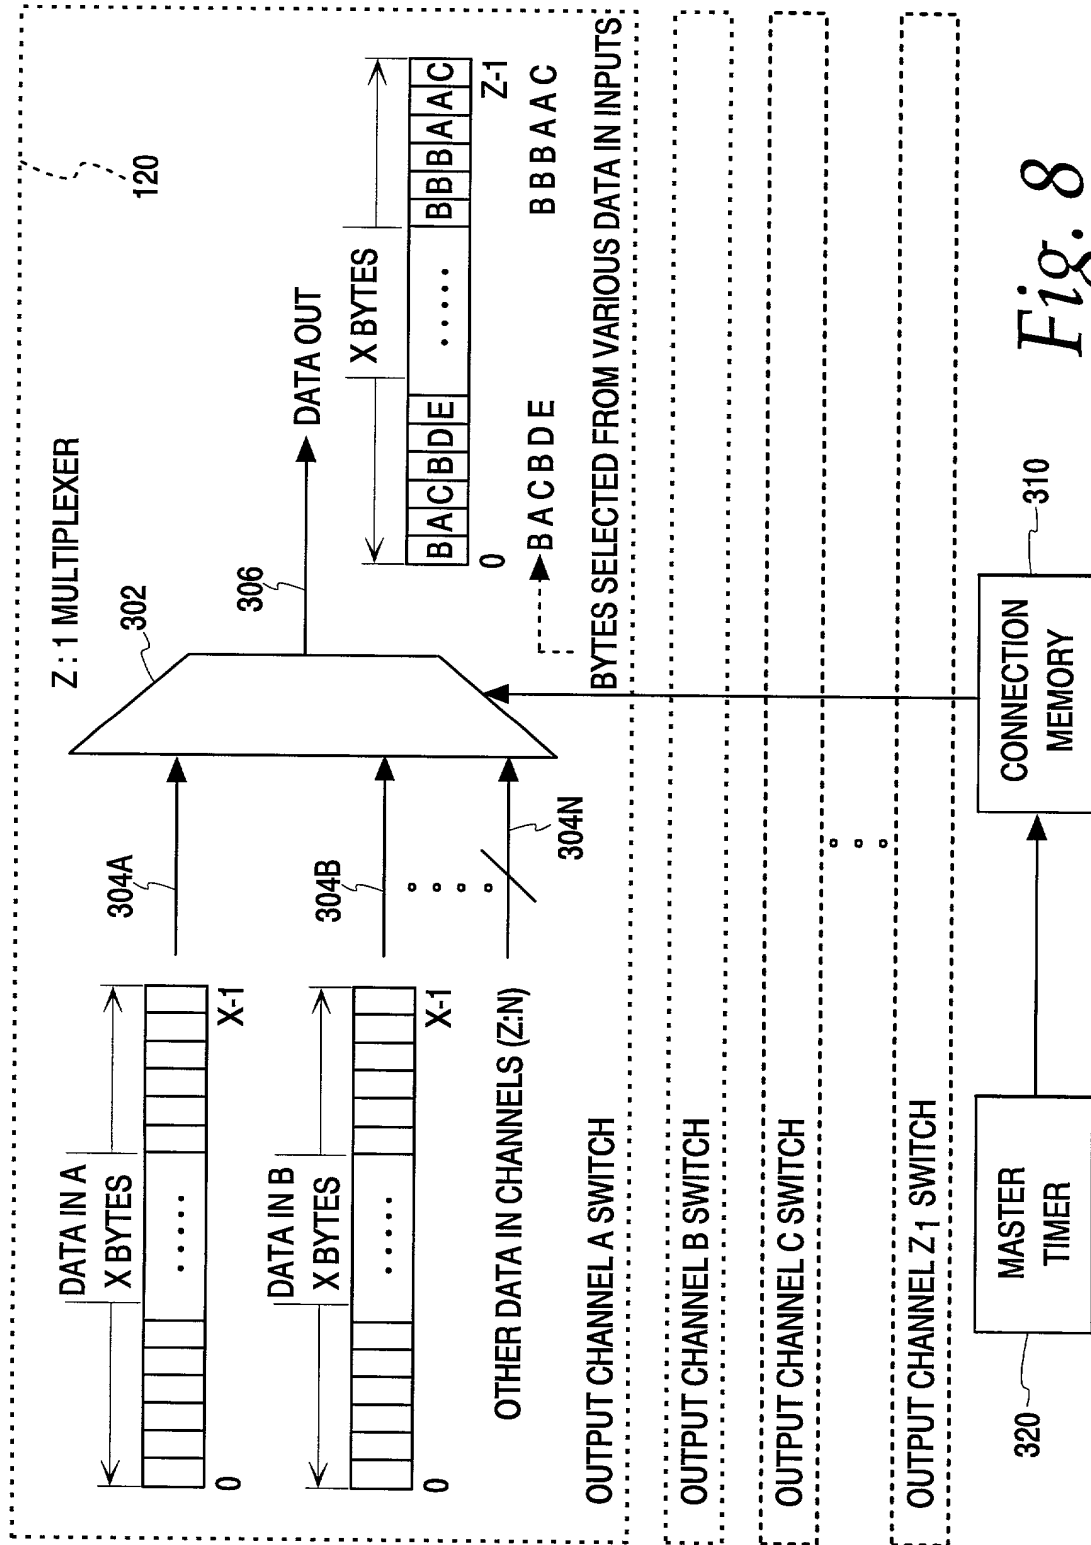 120
Z : 1 MULTIPLEXER
302
304A
304B
304N
306
DATA OUT
DATA IN A
X BYTES
.....
0
X-1
DATA IN B
X BYTES
.....
0
X-1
OTHER DATA IN CHANNELS (Z:N)
X BYTES
B A C B D E ..... B B B A A C
0
Z-1
B A C B D E
B B B A A C
BYTES SELECTED FROM VARIOUS DATA IN INPUTS
OUTPUT CHANNEL A SWITCH
OUTPUT CHANNEL B SWITCH
OUTPUT CHANNEL C SWITCH
OUTPUT CHANNEL Z1 SWITCH
320
MASTER
TIMER
CONNECTION
MEMORY
310
Fig. 8